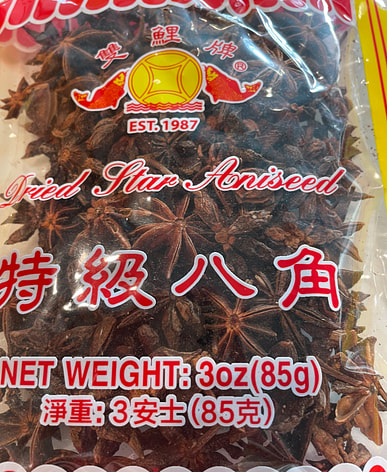 雙鯉牌®
EST. 1987
Dried Star Aniseed
特級八角
NET WEIGHT: 3oz(85g)
淨重: 3安士(85克)